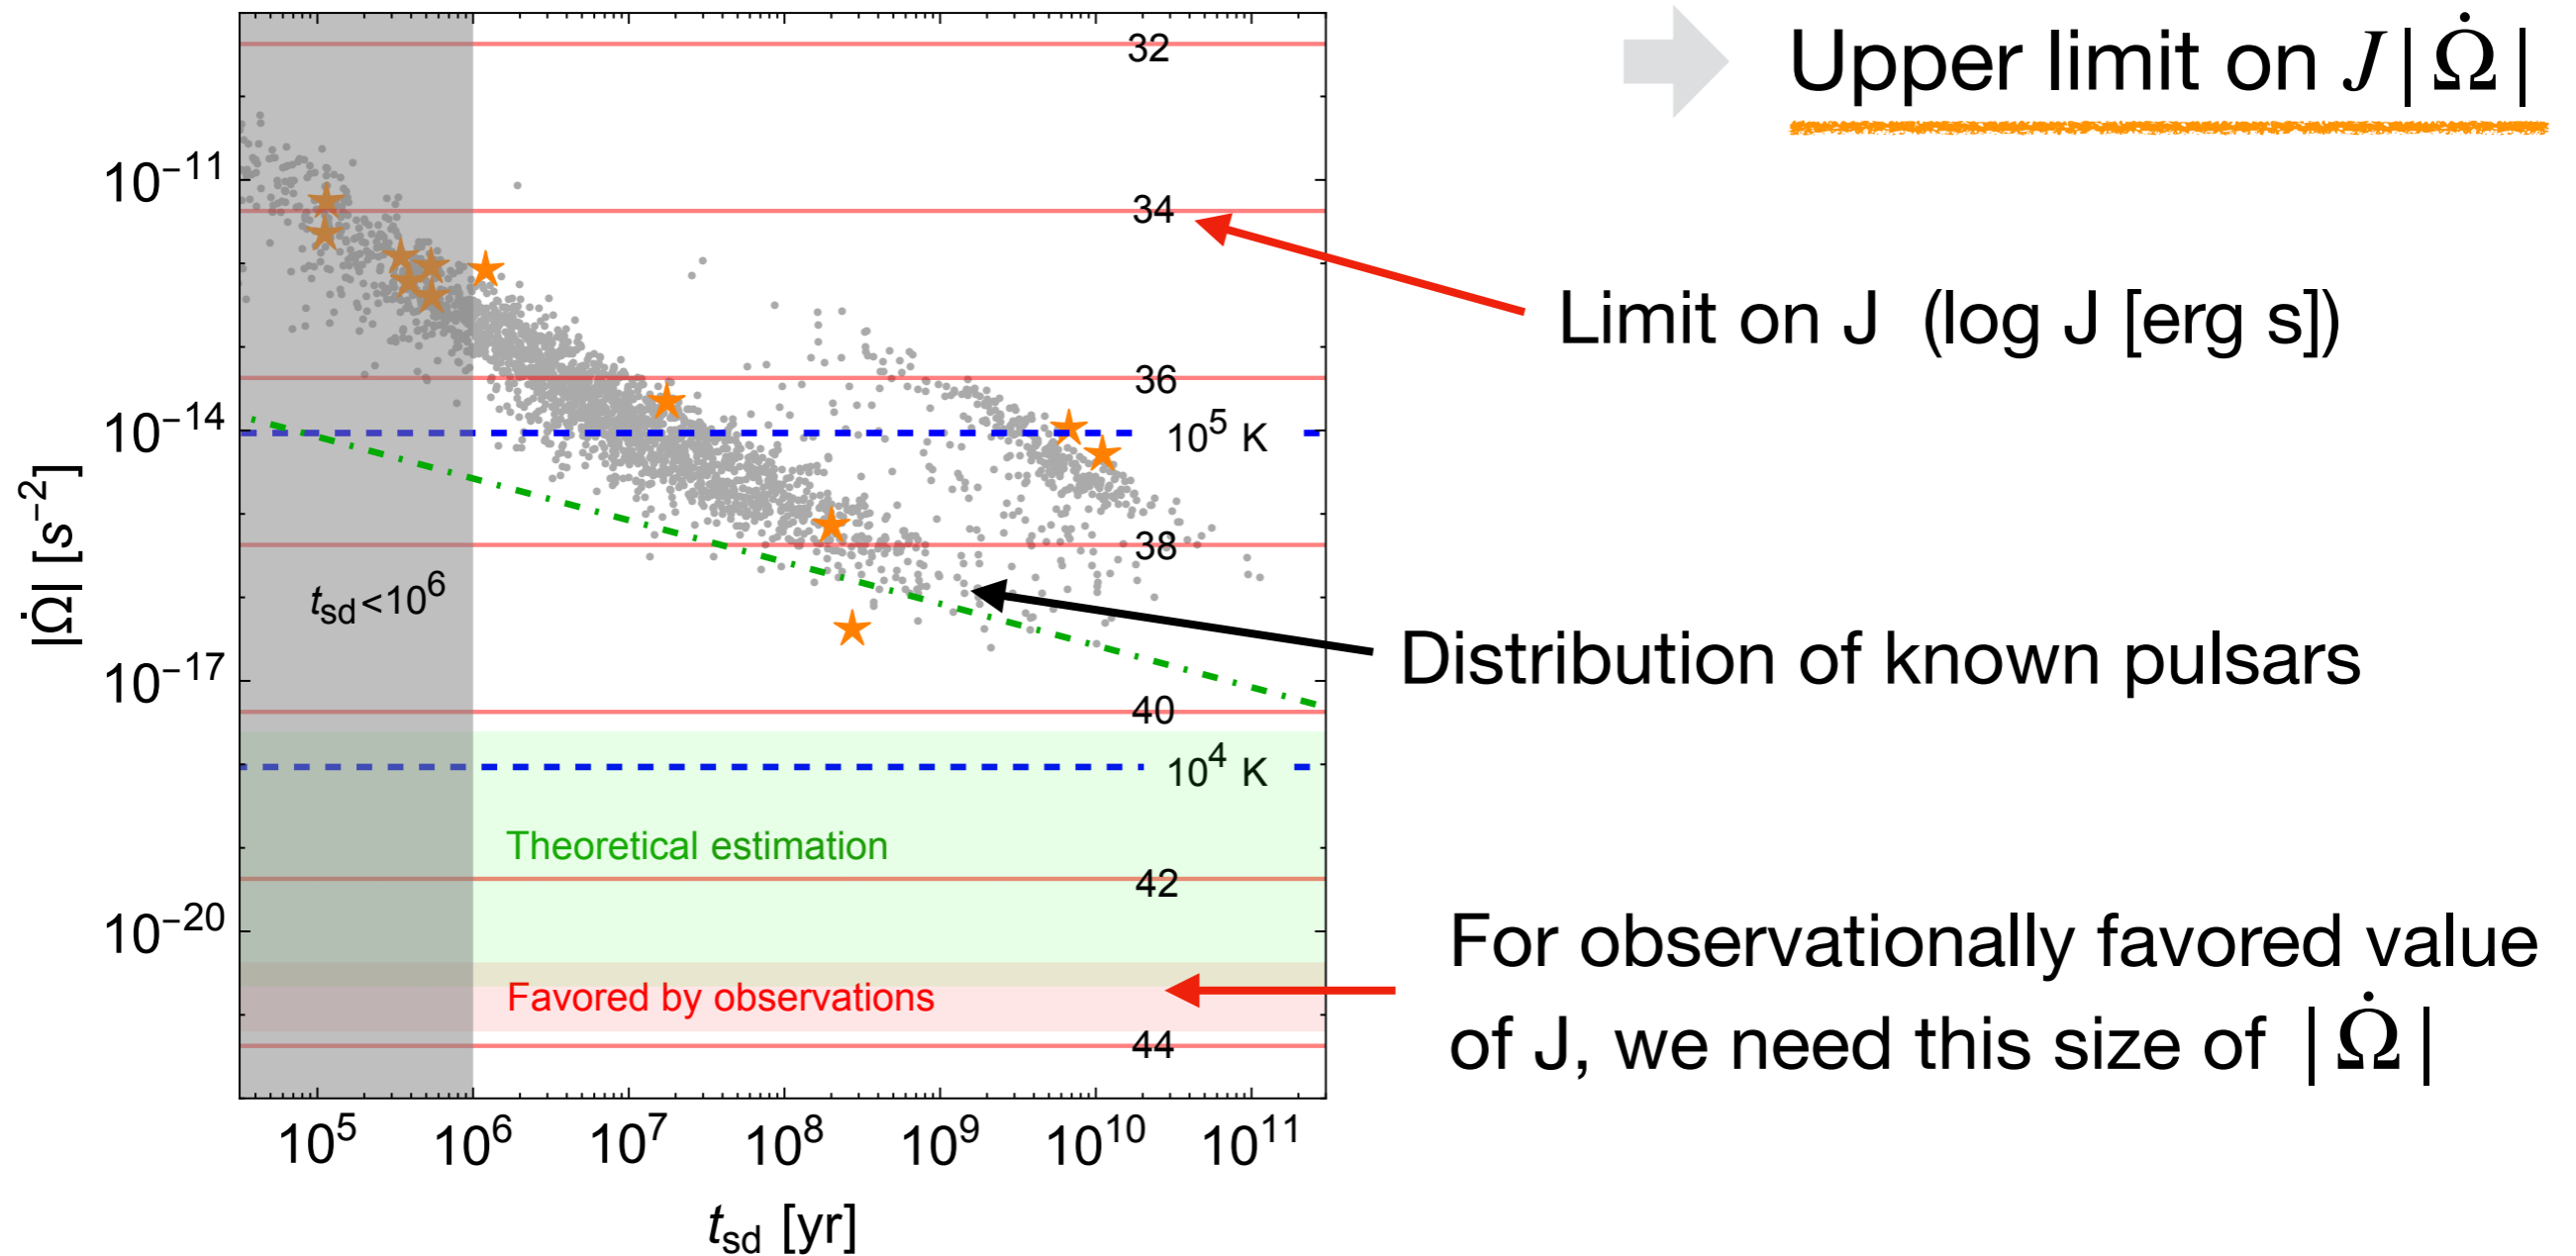 Upper limit on J|Ω̇|
32
10⁻¹¹
34
Limit on J (log J [erg s])
36
10⁻¹⁴
10⁵ K
|Ω̇| [s⁻²]
38
t_sd<10⁶
Distribution of known pulsars
10⁻¹⁷
40
10⁴ K
Theoretical estimation
42
10⁻²⁰
For observationally favored value
of J, we need this size of |Ω̇|
Favored by observations
44
10⁵ 10⁶ 10⁷ 10⁸ 10⁹ 10¹⁰ 10¹¹
t_sd [yr]